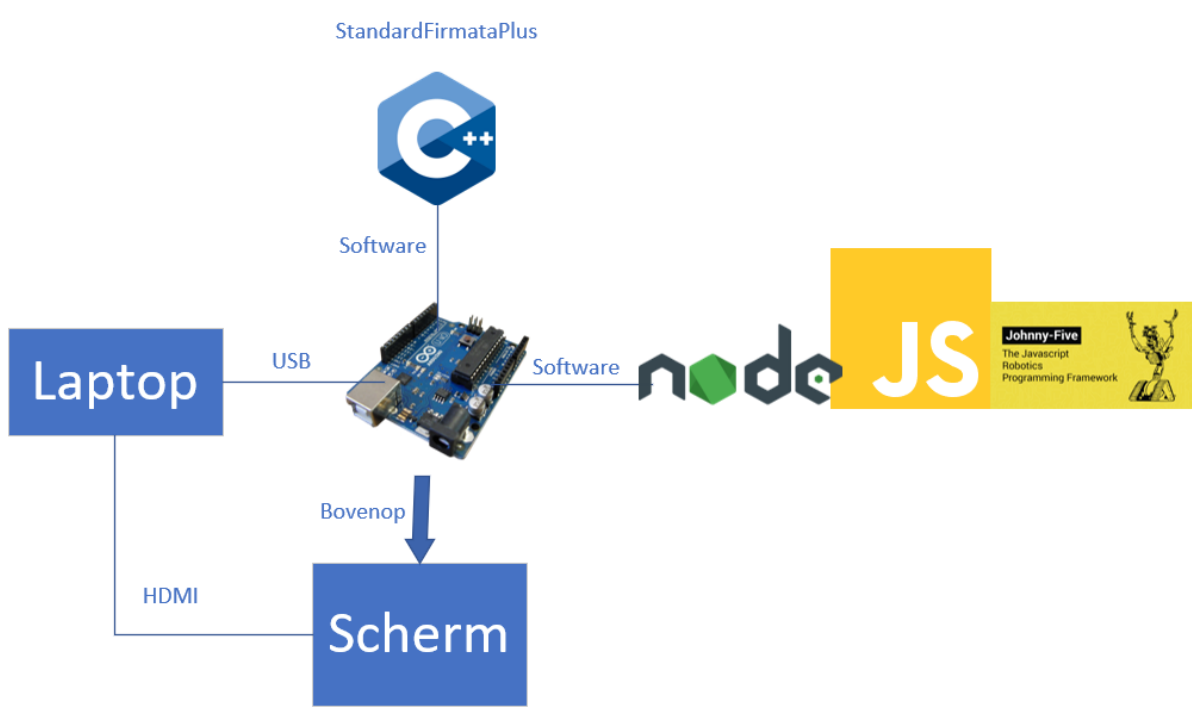 StandardFirmataPlus
C++
Software
Laptop
USB
Software
node
JS
Johnny-Five
The Javascript
Robotics
Programming Framework
Bovenop
HDMI
Scherm